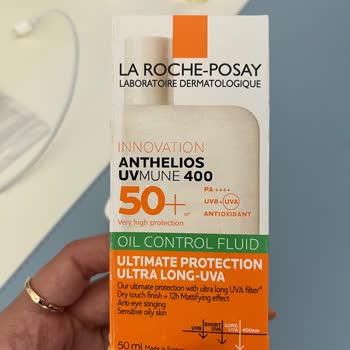 LA ROCHE-POSAY
LABORATOIRE DERMATOLOGIQUE
INNOVATION
ANTHELIOS
UVMUNE 400
50+
SPF
Very high protection
PA ++++
UVB+UVA
ANTIOXIDANT
OIL CONTROL FLUID
ULTIMATE PROTECTION
ULTRA LONG-UVA
Our ultimate protection with ultra long UVA filter*
Dry touch finish + 12h Mattifying effect
Anti-eye stinging
Sensitive oily skin
UVB
SHORT UVA
LONG UVA
400nm
50ml Made in France